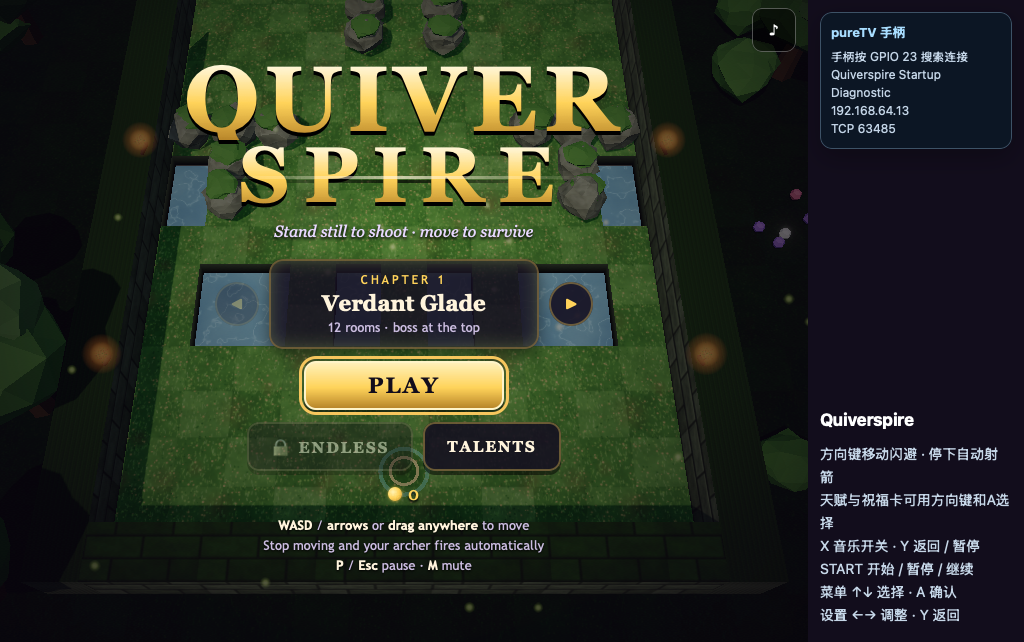 QUIVER
SPIRE
Stand still to shoot · move to survive
CHAPTER 1
Verdant Glade
12 rooms · boss at the top
PLAY
ENDLESS
TALENTS
0
WASD / arrows or drag anywhere to move
Stop moving and your archer fires automatically
P / Esc pause · M mute
pureTV 手柄
手柄按 GPIO 23 搜索连接
Quiverspire Startup
Diagnostic
192.168.64.13
TCP 63485
Quiverspire
方向键移动闪避 · 停下自动射
箭
天赋与祝福卡可用方向键和A选
择
X 音乐开关 · Y 返回 / 暂停
START 开始 / 暂停 / 继续
菜单 ↑↓ 选择 · A 确认
设置 ←→ 调整 · Y 返回